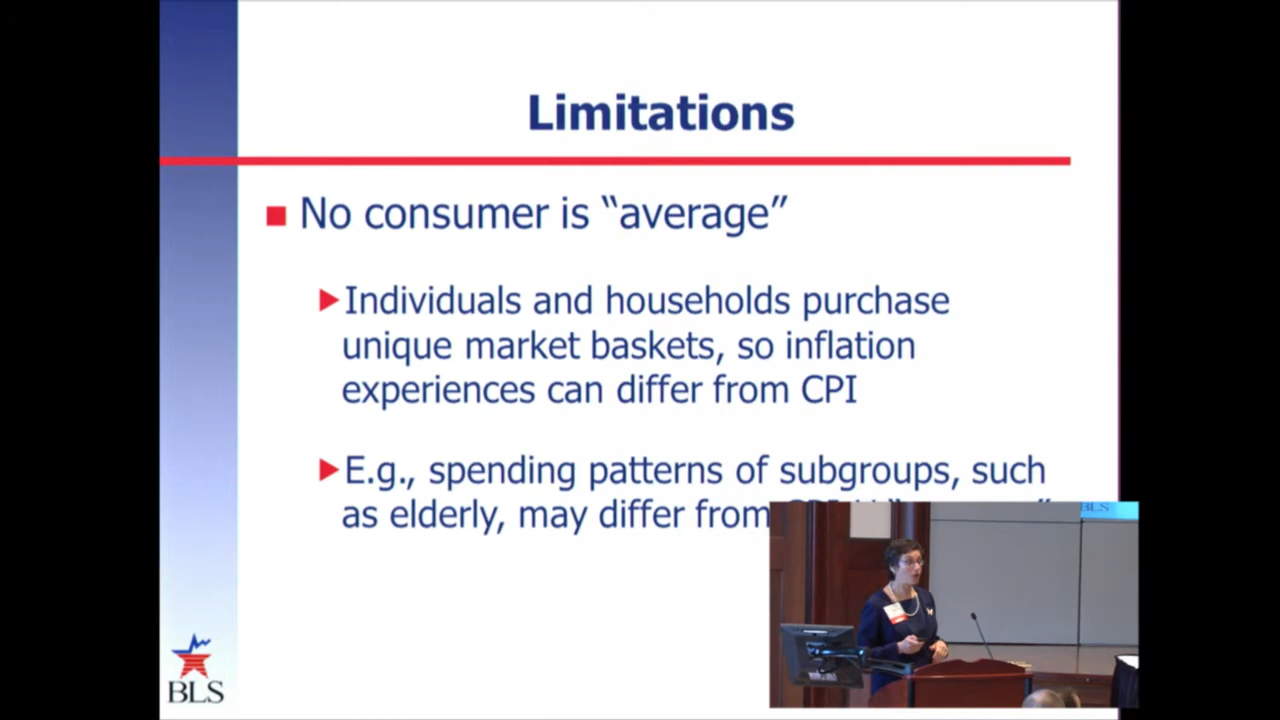 Limitations
No consumer is “average”
Individuals and households purchase
unique market baskets, so inflation
experiences can differ from CPI
E.g., spending patterns of subgroups, such
as elderly, may differ from
BLS
BLS